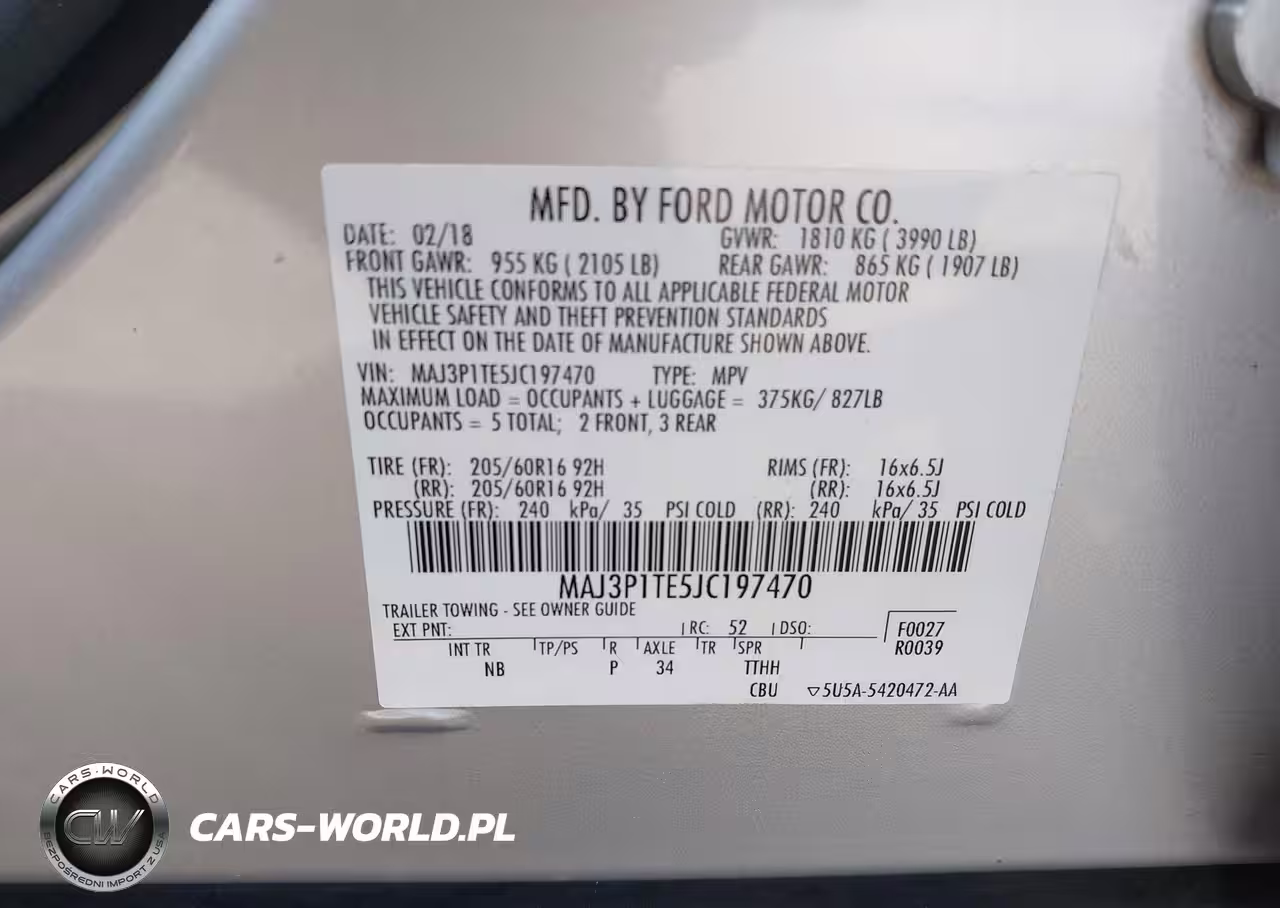 MFD. BY FORD MOTOR CO.
DATE: 02/18 GVWR: 1810 KG ( 3990 LB)
FRONT GAWR: 955 KG ( 2105 LB) REAR GAWR: 865 KG ( 1907 LB)
THIS VEHICLE CONFORMS TO ALL APPLICABLE FEDERAL MOTOR
VEHICLE SAFETY AND THEFT PREVENTION STANDARDS
IN EFFECT ON THE DATE OF MANUFACTURE SHOWN ABOVE.
VIN: MAJ3P1TE5JC197470 TYPE: MPV
MAXIMUM LOAD = OCCUPANTS + LUGGAGE = 375KG/ 827LB
OCCUPANTS = 5 TOTAL; 2 FRONT, 3 REAR
TIRE (FR): 205/60R16 92H RIMS (FR): 16x6.5J
(RR): 205/60R16 92H (RR): 16x6.5J
PRESSURE (FR): 240 kPa/ 35 PSI COLD (RR): 240 kPa/ 35 PSI COLD
MAJ3P1TE5JC197470
TRAILER TOWING - SEE OWNER GUIDE
EXT PNT: RC: 52 DSO: F0027
INT TR TP/PS R AXLE TR SPR R0039
NB P 34 TTHH
CBU ▽5U5A-5420472-AA
CARS-WORLD
CW
BEZPOŚREDNI IMPORT Z USA
CARS-WORLD.PL